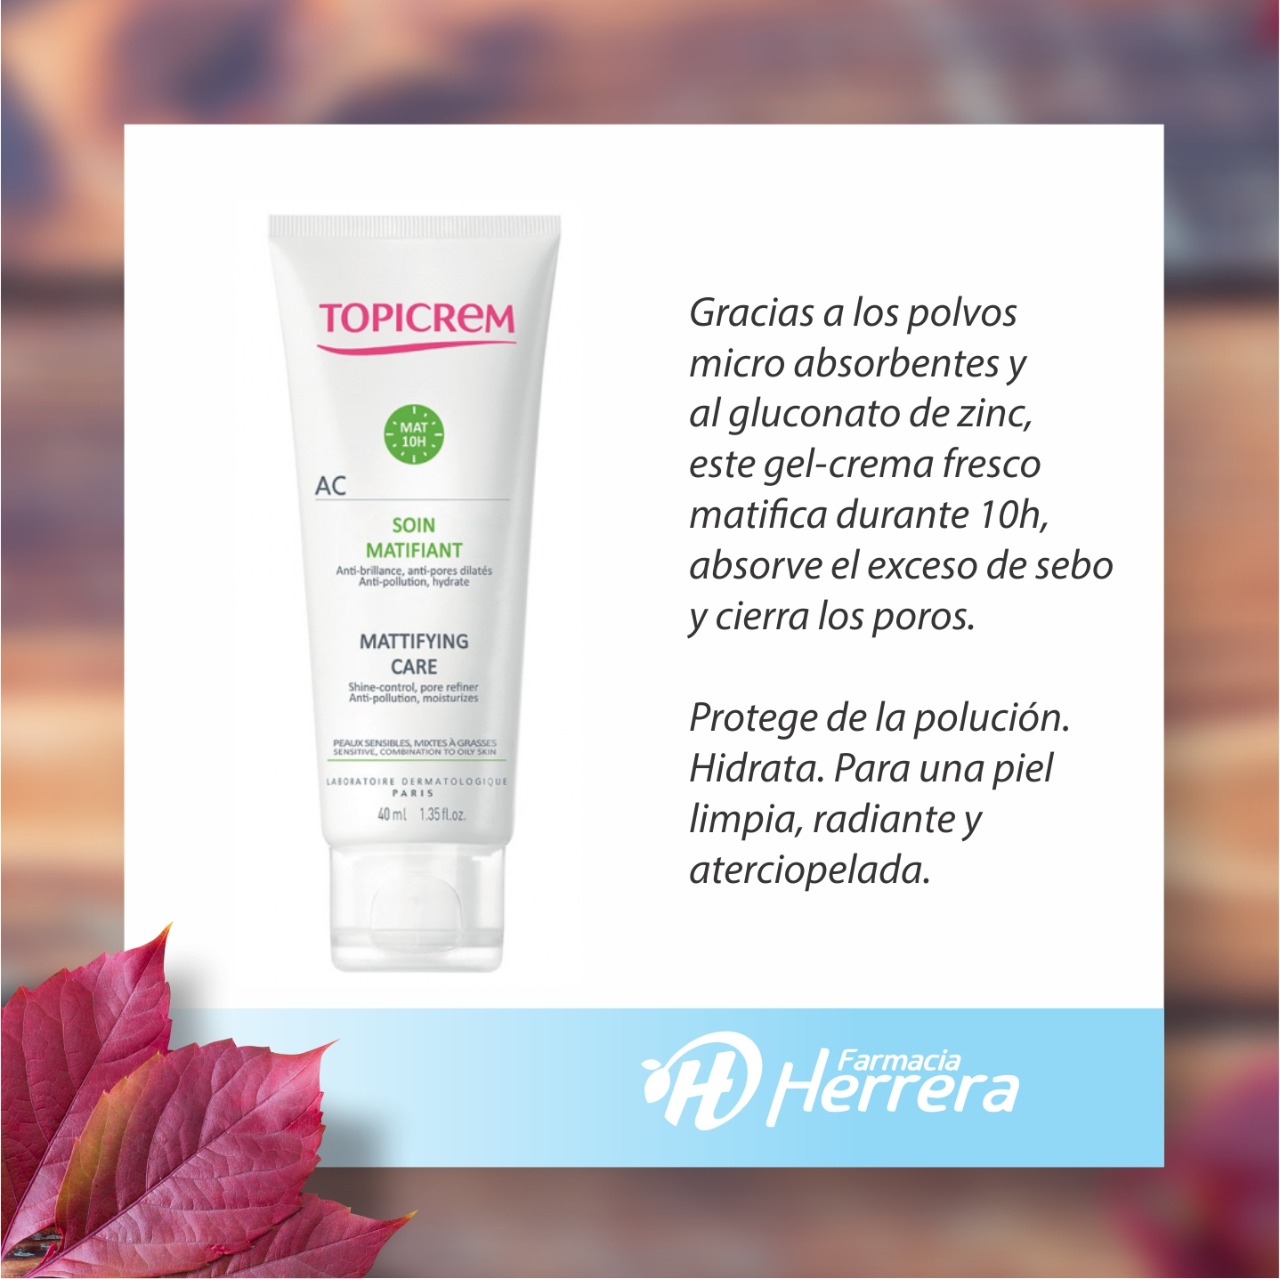 TOPICREM
MAT
10H
AC
SOIN
MATIFIANT
Anti-brillance, anti-pores dilatés
Anti-pollution, hydrate
MATTIFYING
CARE
Shine-control, pore refiner
Anti-pollution, moisturizes
PEAUX SENSIBLES, MIXTES À GRASSES
SENSITIVE, COMBINATION TO OILY SKIN
LABORATOIRE DERMATOLOGIQUE
PARIS
40 ml 1.35 fl.oz.
Gracias a los polvos
micro absorbentes y
al gluconato de zinc,
este gel-crema fresco
matifica durante 10h,
absorve el exceso de sebo
y cierra los poros.
Protege de la polución.
Hidrata. Para una piel
limpia, radiante y
aterciopelada.
H Farmacia
Herrera